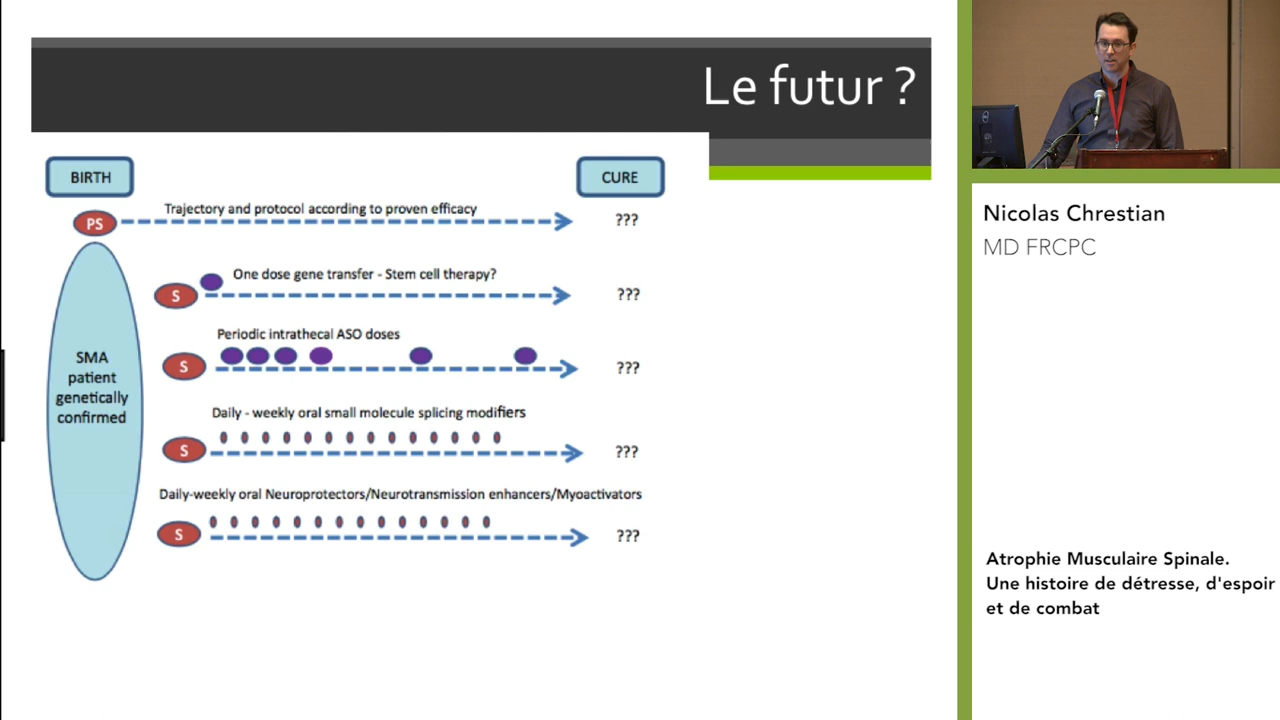 Le futur ?
BIRTH
CURE
PS
Trajectory and protocol according to proven efficacy
???
S
One dose gene transfer - Stem cell therapy?
???
Periodic intrathecal ASO doses
S
???
SMA
patient
genetically
confirmed
Daily - weekly oral small molecule splicing modifiers
S
???
Daily-weekly oral Neuroprotectors/Neurotransmission enhancers/Myoactivators
S
???
Nicolas Chrestian
MD FRCPC
Atrophie Musculaire Spinale.
Une histoire de détresse, d'espoir
et de combat